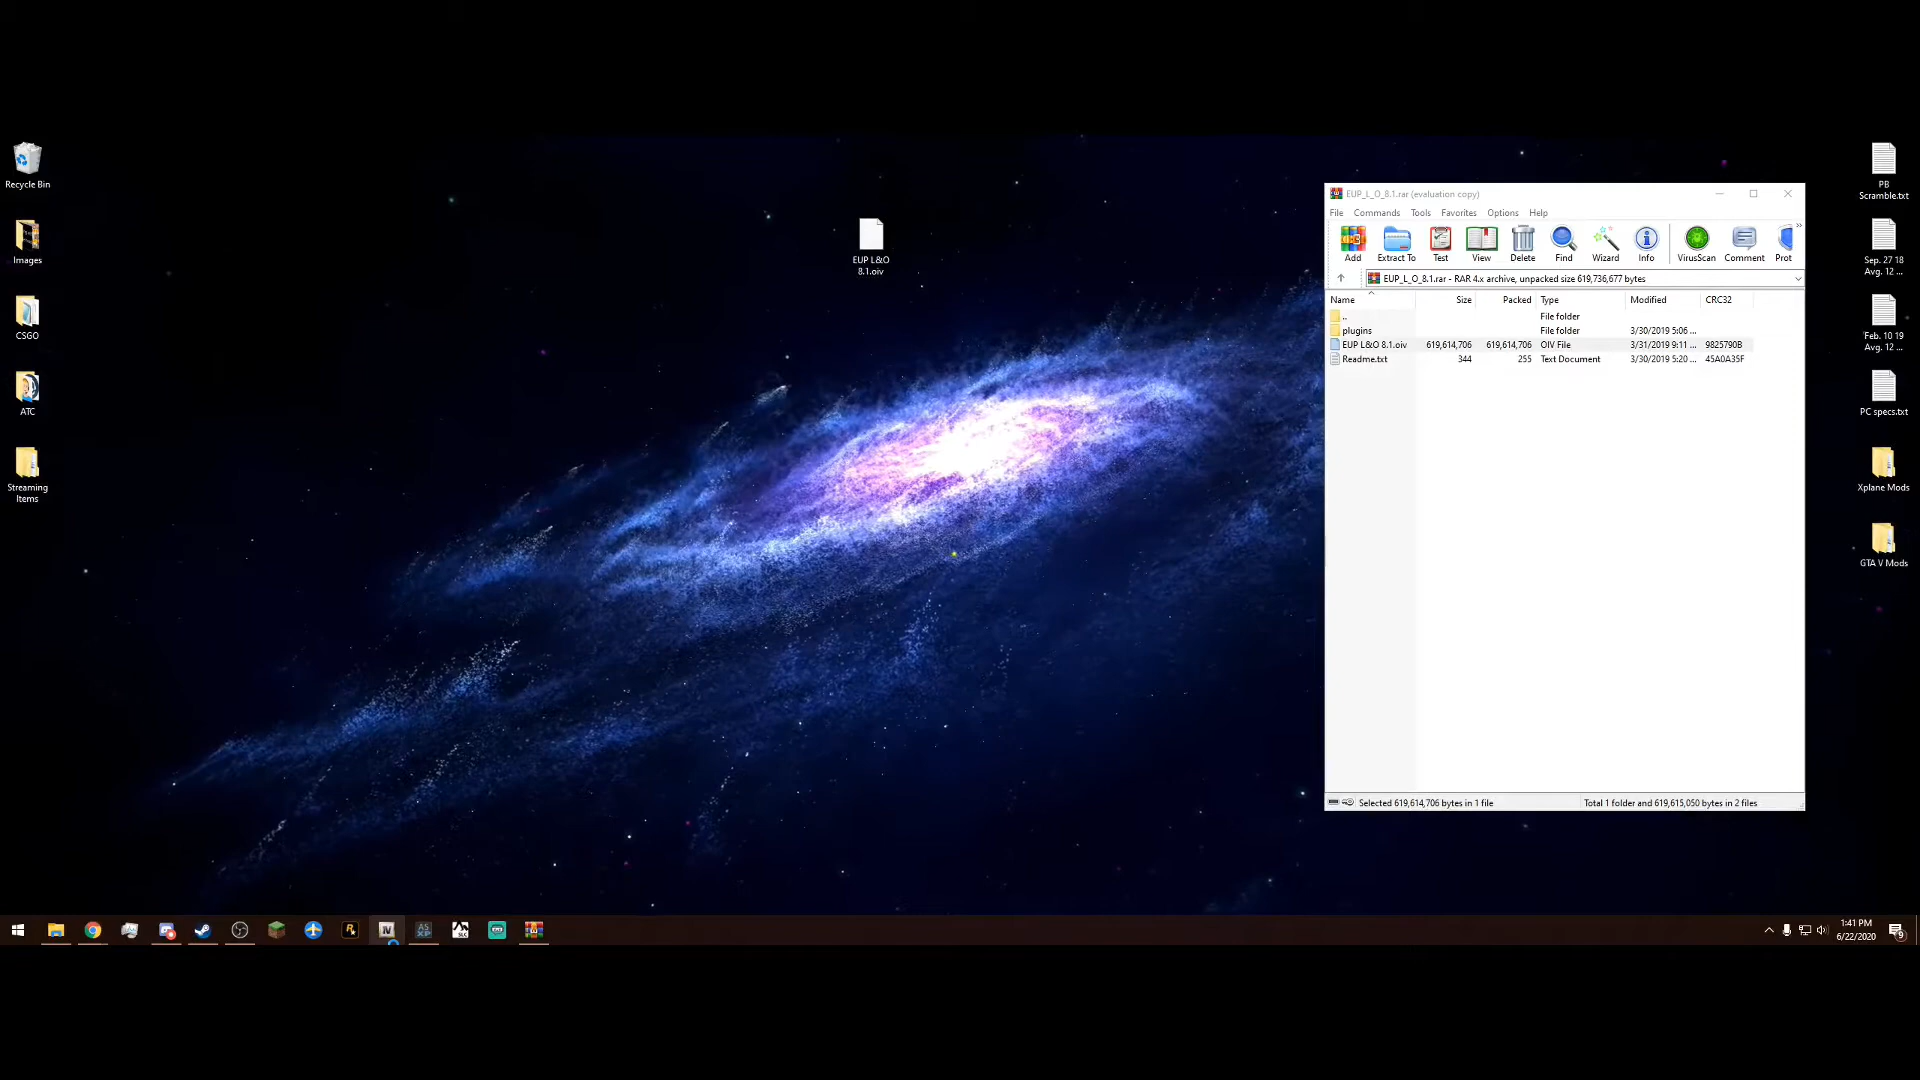 Recycle Bin
Images
CSGO
ATC
Streaming
Items
EUP L&O
8.1.oiv
EUP_L_O_8.1.rar (evaluation copy)
File Commands Tools Favorites Options Help
Add Extract To Test View Delete Find Wizard Info VirusScan Comment Prot
EUP_L_O_8.1.rar - RAR 4.x archive, unpacked size 619,736,677 bytes
Name Size Packed Type Modified CRC32
.. File folder
plugins File folder 3/30/2019 5:06 ...
EUP L&O 8.1.oiv 619,614,706 619,614,706 OIV File 3/31/2019 9:11 ... 9825790B
Readme.txt 344 255 Text Document 3/30/2019 5:20 ... 45A0A35F
Selected 619,614,706 bytes in 1 file Total 1 folder and 619,615,050 bytes in 2 files
PB
Scramble.txt
Sep. 27 18
Avg. 12 ...
Feb. 10 19
Avg. 12 ...
PC specs.txt
Xplane Mods
GTA V Mods
IV
AS
XP
SLC
1:41 PM
6/22/2020
9